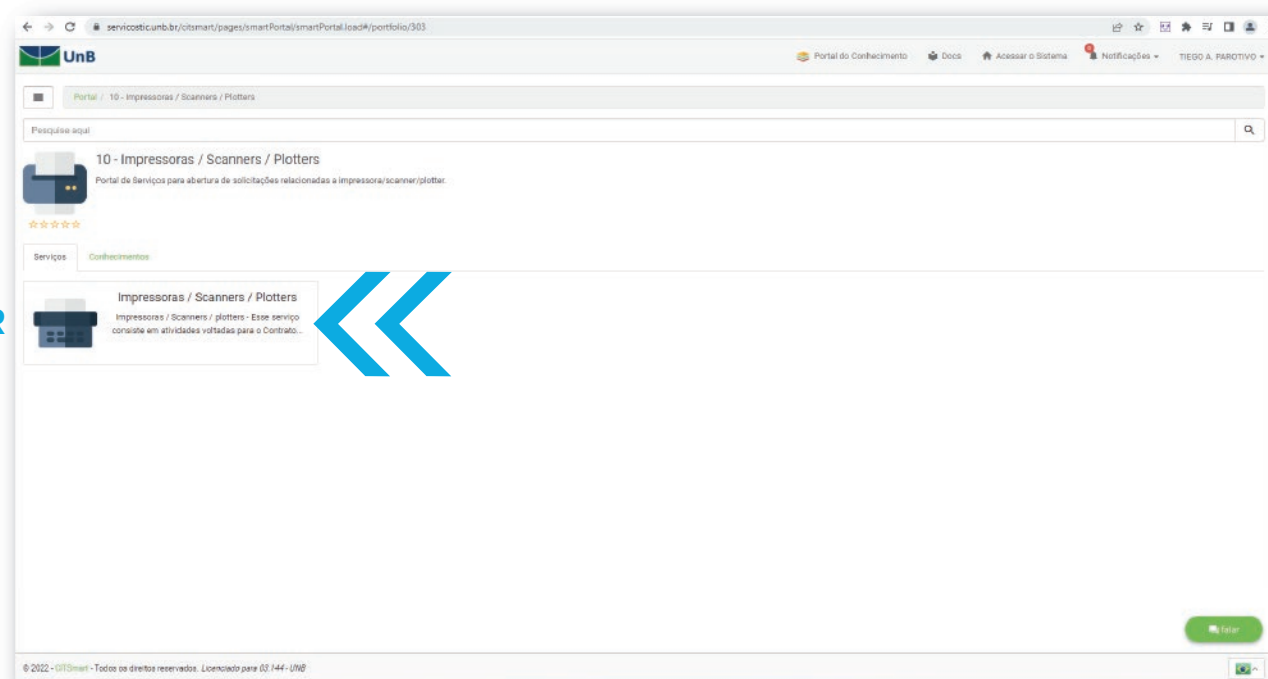 servicostic.unb.br/citsmart/pages/smartPortal/smartPortal.load#/portfolio/303
UnB
Portal do Conhecimento
Docs
Acessar o Sistema
Notificações
TIEGO A. PAROTIVO
Portal / 10 - Impressoras / Scanners / Plotters
Pesquise aqui
10 - Impressoras / Scanners / Plotters
Portal de Serviços para abertura de solicitações relacionadas a impressora/scanner/plotter.
Serviços
Conhecimentos
Impressoras / Scanners / Plotters
Impressoras / Scanners / plotters - Esse serviço
consiste em atividades voltadas para o Contrato...
R
falar
© 2022 - CITSmart - Todos os direitos reservados. Licenciado para 03.144 - UNB